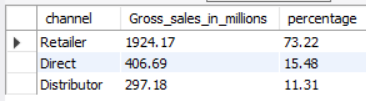 channel Gross_sales_in_millions percentage
Retailer 1924.17 73.22
Direct 406.69 15.48
Distributor 297.18 11.31